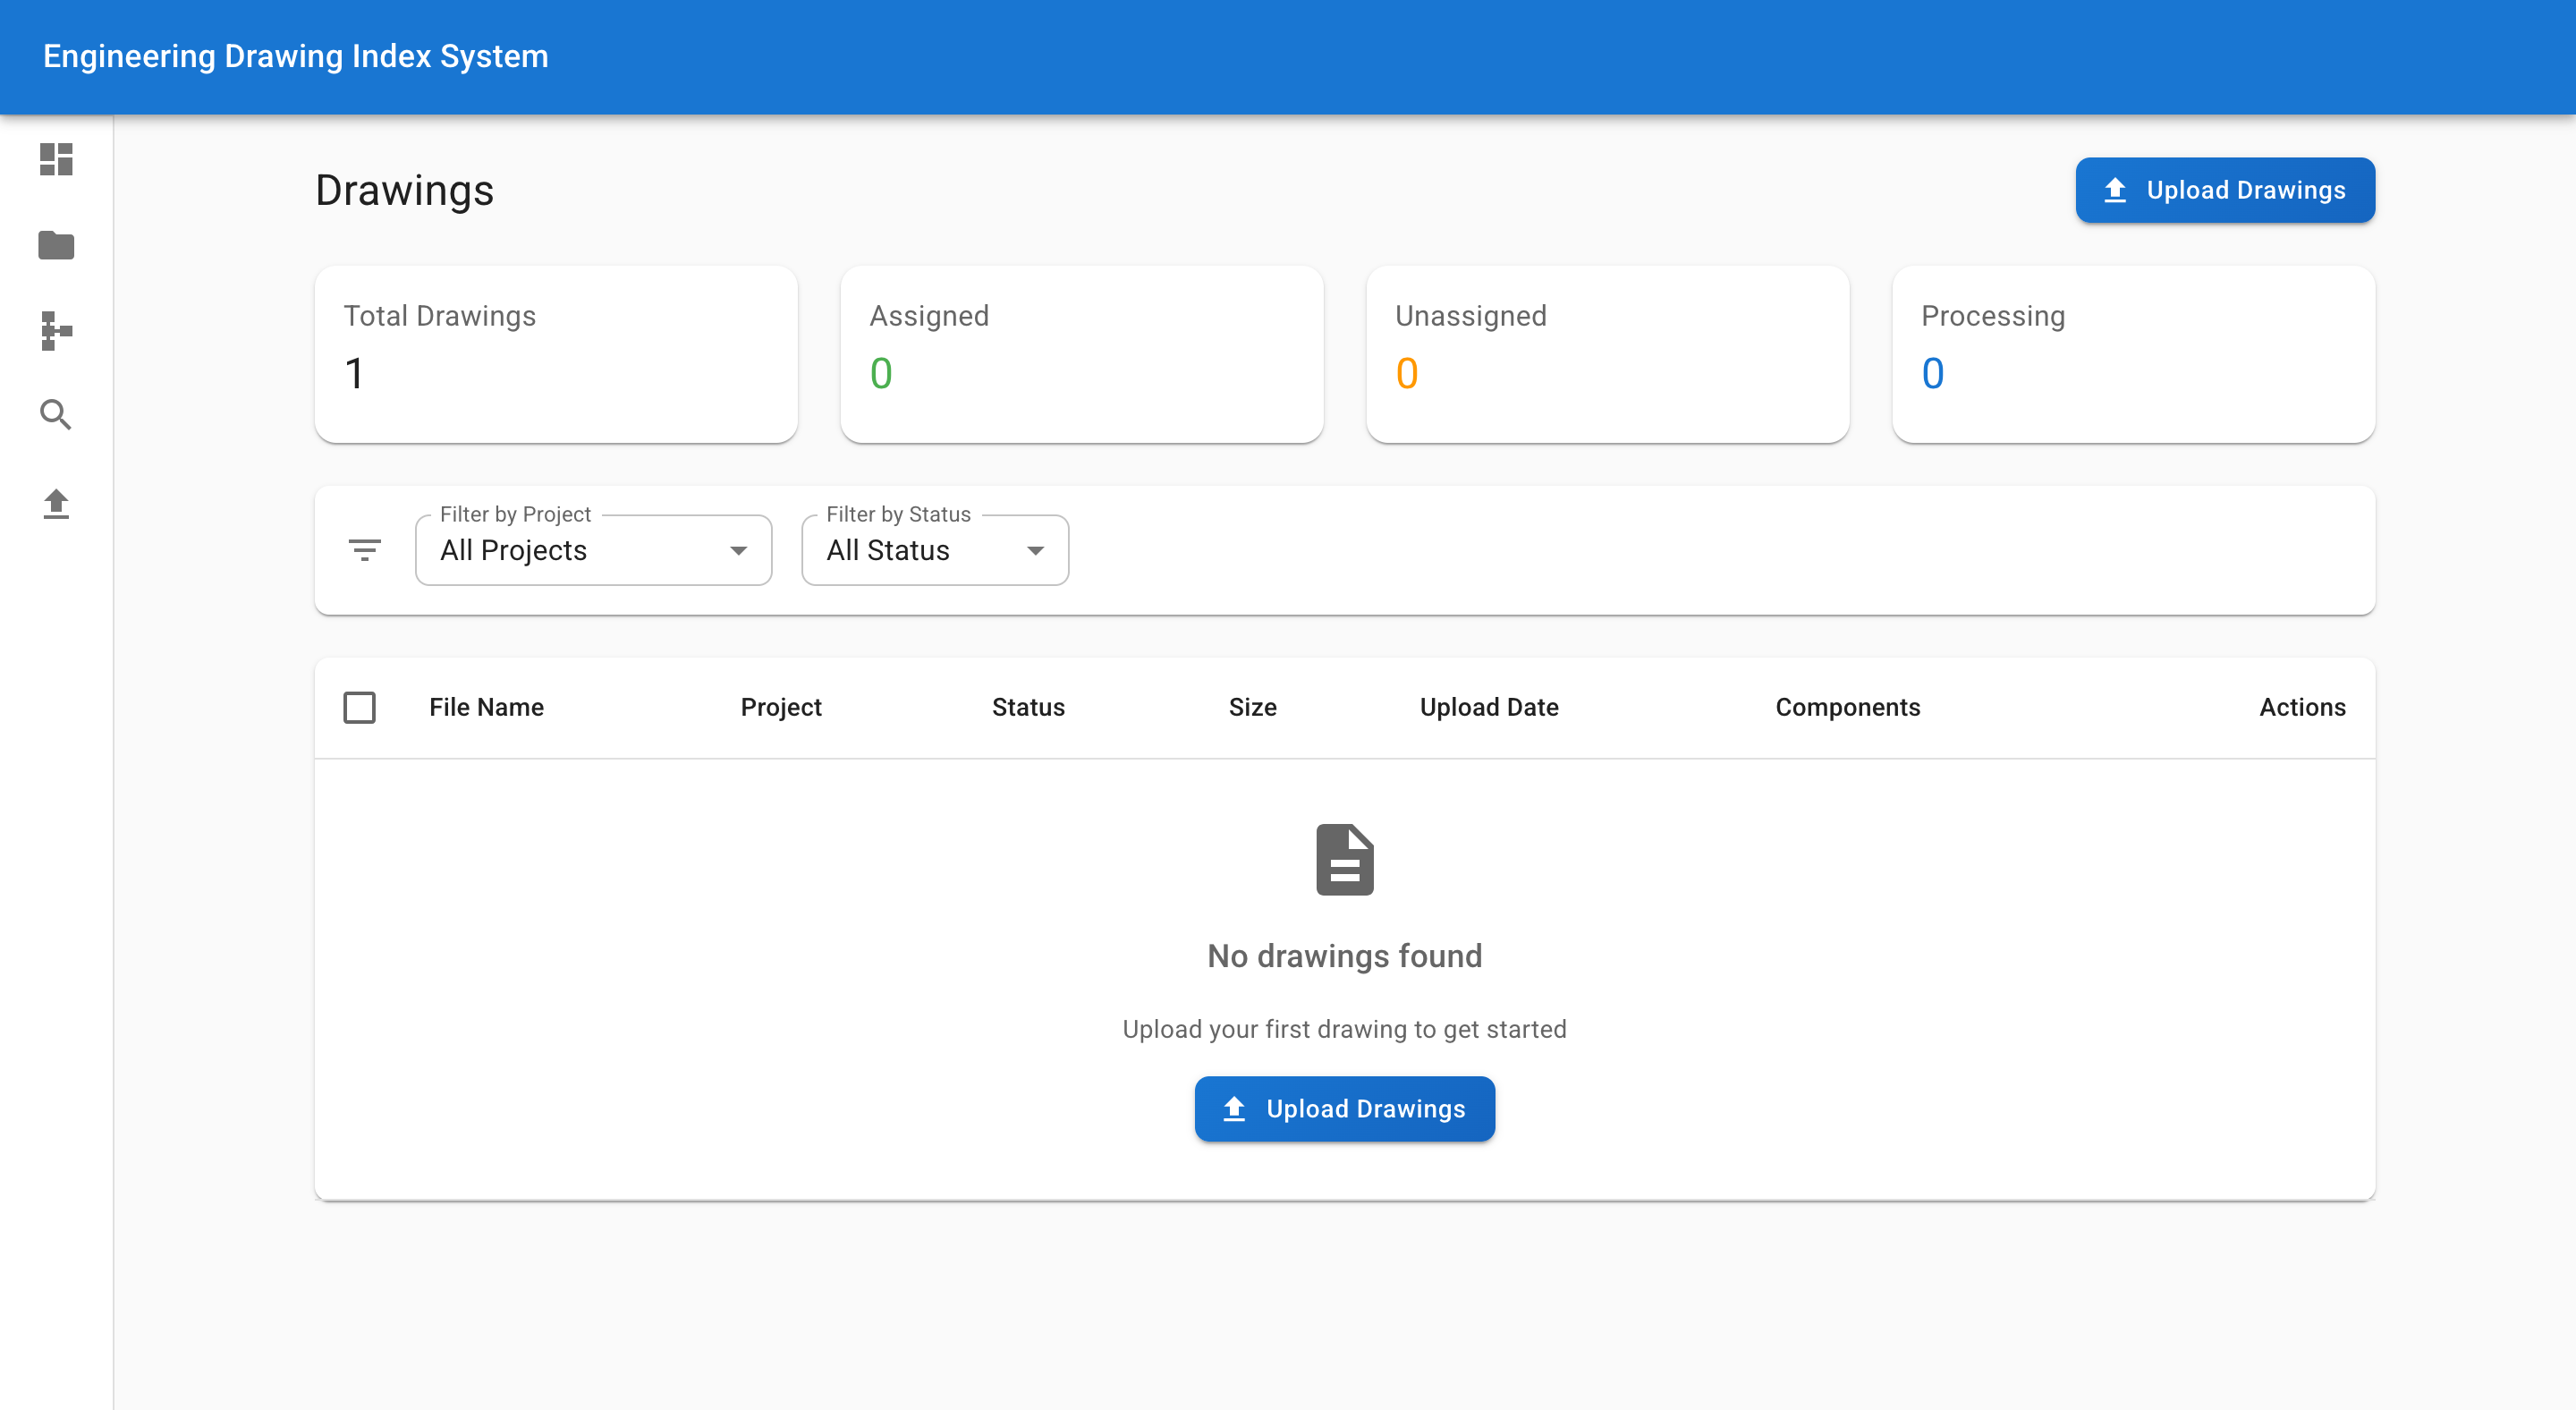 Engineering Drawing Index System
Drawings
Upload Drawings
Total Drawings
1
Assigned
0
Unassigned
0
Processing
0
Filter by Project
All Projects
Filter by Status
All Status
File Name Project Status Size Upload Date Components Actions
No drawings found
Upload your first drawing to get started
Upload Drawings